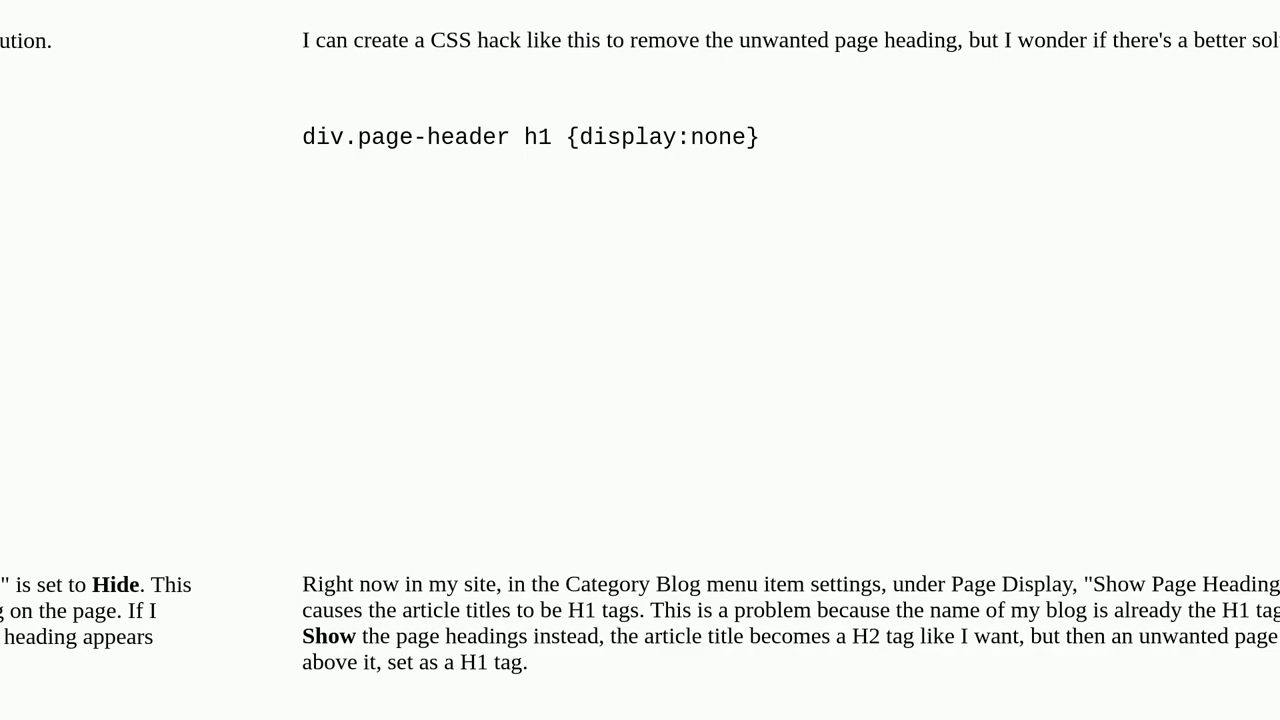 I can create a CSS hack like this to remove the unwanted page heading, but I wonder if there's a better solution.
div.page-header h1 {display:none}
Right now in my site, in the Category Blog menu item settings, under Page Display, "Show Page Heading" is set to Hide. This
causes the article titles to be H1 tags. This is a problem because the name of my blog is already the H1 tag on the page. If I
Show the page headings instead, the article title becomes a H2 tag like I want, but then an unwanted page heading appears
above it, set as a H1 tag.